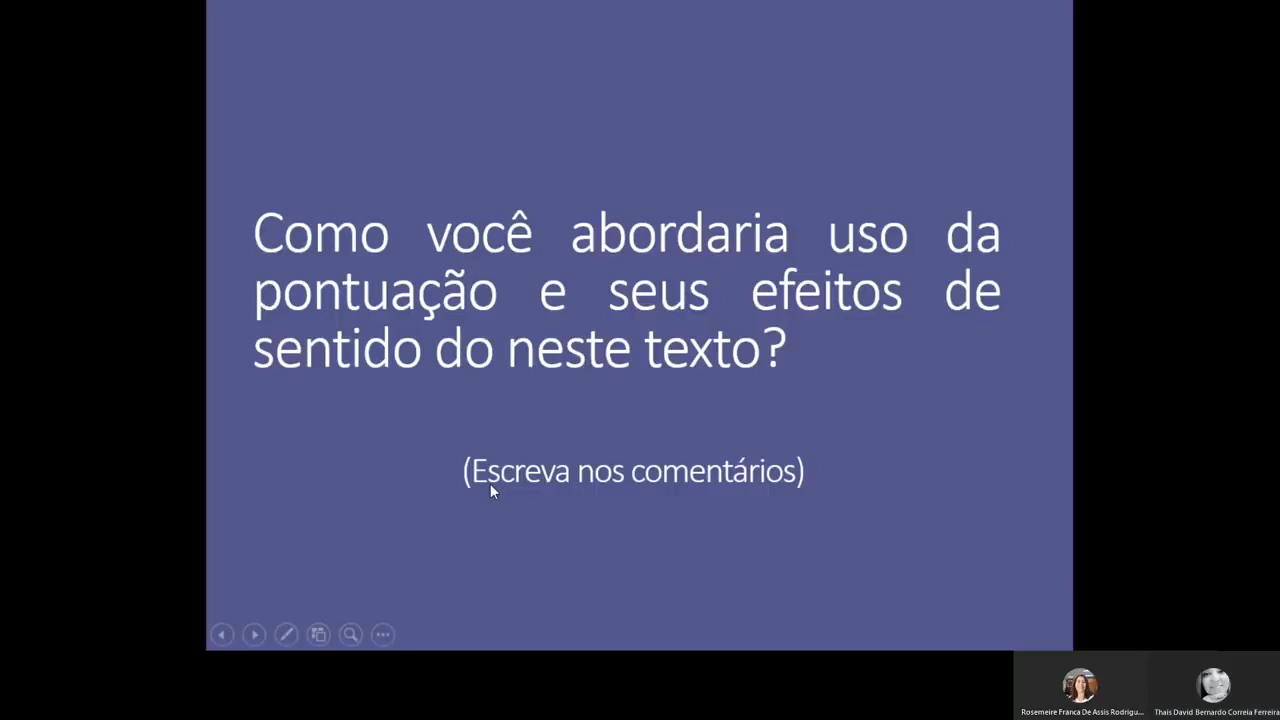 Como você abordaria uso da
pontuação e seus efeitos de
sentido do neste texto?
(Escreva nos comentários)
Rosemeire Franca De Assis Rodrigu...
Thais David Bernardo Correia Ferreira